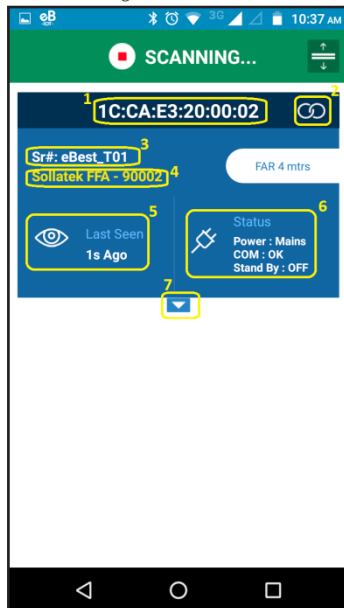 eB
IOT
3G
10:37 AM
SCANNING...
1
1C:CA:E3:20:00:02
2
3
Sr#: eBest_T01
Sollatek FFA - 90002
4
FAR 4 mtrs
5
Last Seen
1s Ago
6
Status
Power : Mains
COM : OK
Stand By : OFF
7